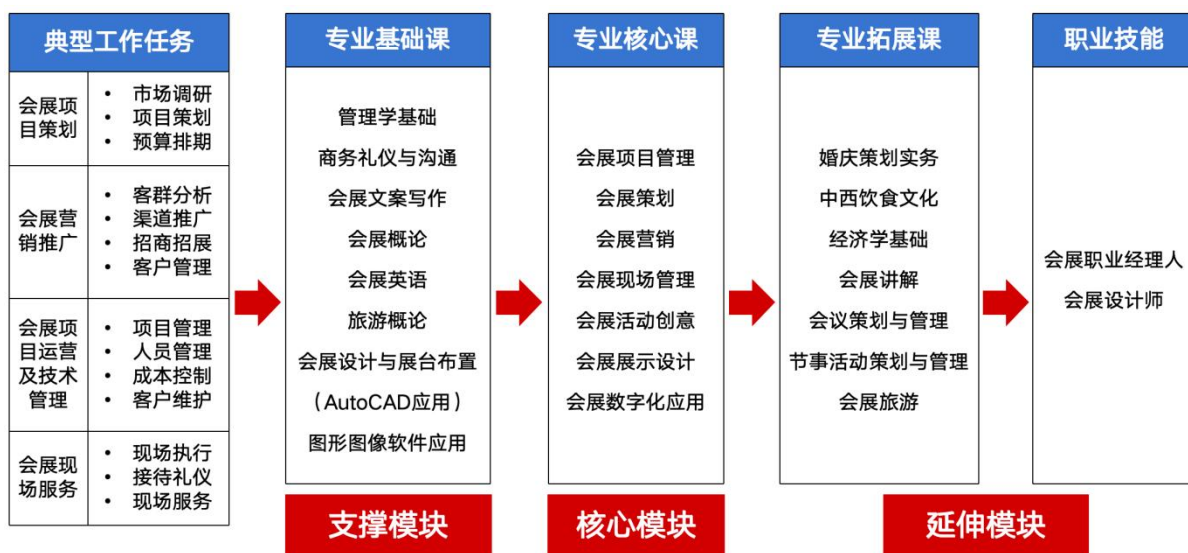 典型工作任务
会展项
目策划
• 市场调研
• 项目策划
• 预算排期
会展营
销推广
• 客群分析
• 渠道推广
• 招商招展
• 客户管理
会展项
目运营
及技术
管理
• 项目管理
• 人员管理
• 成本控制
• 客户维护
会展现
场服务
• 现场执行
• 接待礼仪
• 现场服务
专业基础课
管理学基础
商务礼仪与沟通
会展文案写作
会展概论
会展英语
旅游概论
会展设计与展台布置
（AutoCAD应用）
图形图像软件应用
支撑模块
专业核心课
会展项目管理
会展策划
会展营销
会展现场管理
会展活动创意
会展展示设计
会展数字化应用
核心模块
专业拓展课
婚庆策划实务
中西饮食文化
经济学基础
会展讲解
会议策划与管理
节事活动策划与管理
会展旅游
职业技能
会展职业经理人
会展设计师
延伸模块